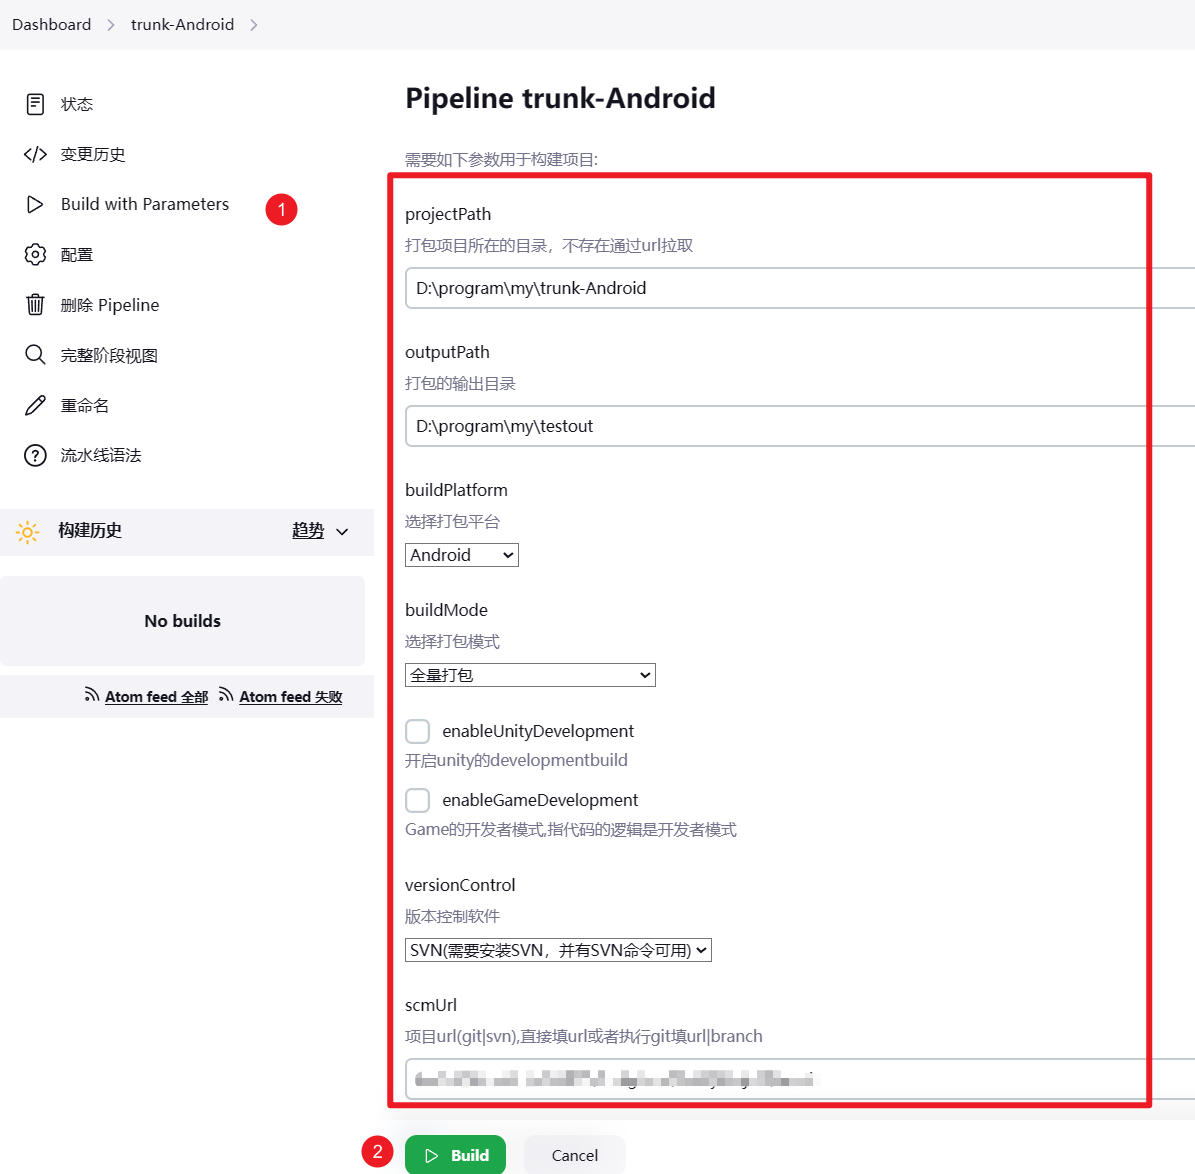 Dashboard > trunk-Android >
状态
变更历史
Build with Parameters
1
配置
删除 Pipeline
完整阶段视图
重命名
流水线语法
构建历史 趋势
No builds
Atom feed 全部 Atom feed 失败
Pipeline trunk-Android
需要如下参数用于构建项目:
projectPath
打包项目所在的目录，不存在通过url拉取
D:\program\my\trunk-Android
outputPath
打包的输出目录
D:\program\my\testout
buildPlatform
选择打包平台
Android
buildMode
选择打包模式
全量打包
enableUnityDevelopment
开启unity的developmentbuild
enableGameDevelopment
Game的开发者模式,指代码的逻辑是开发者模式
versionControl
版本控制软件
SVN(需要安装SVN，并有SVN命令可用)
scmUrl
项目url(git|svn),直接填url或者执行git填url|branch
2
Build
Cancel